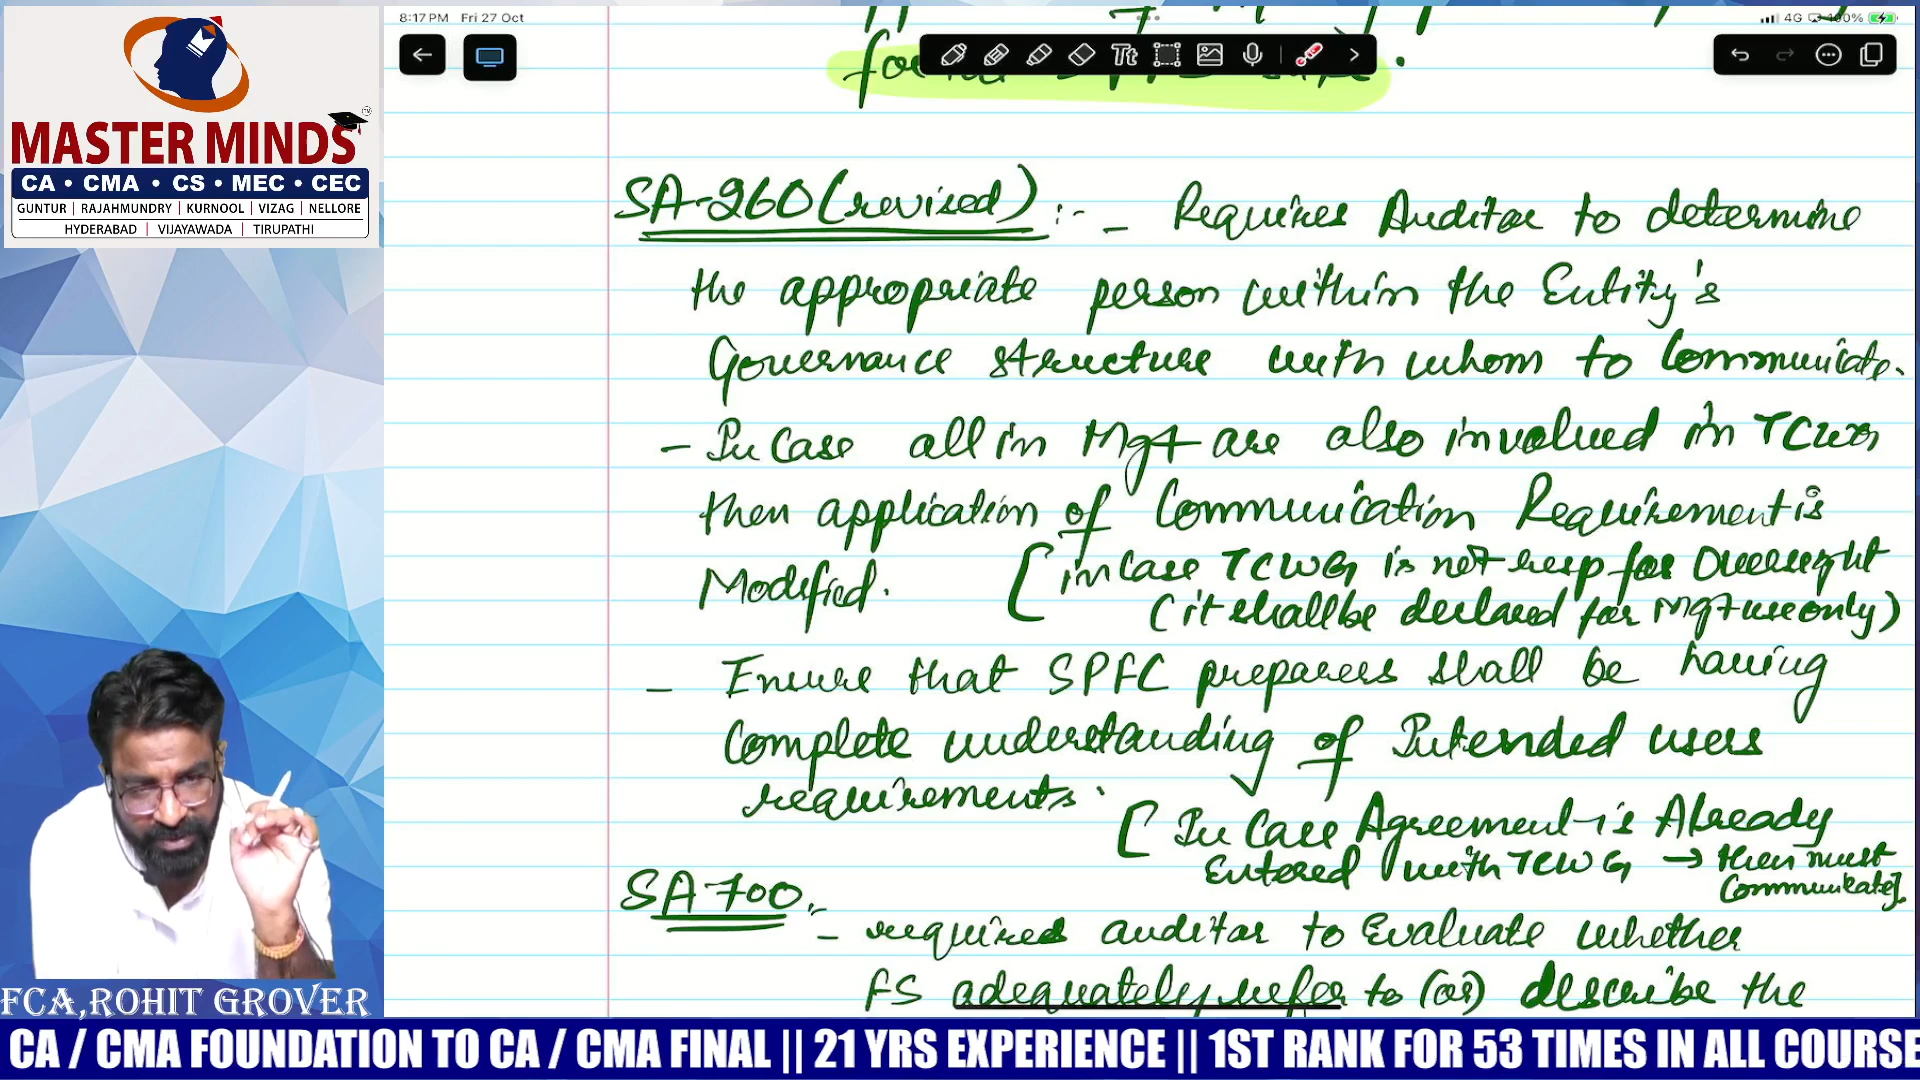 8:17 PM Fri 27 Oct
4G 100%
Tt
MASTER MINDS
TM
CA • CMA • CS • MEC • CEC
GUNTUR | RAJAHMUNDRY | KURNOOL | VIZAG | NELLORE
HYDERABAD | VIJAYAWADA | TIRUPATHI
SA-260 (revised) :- - Requires Auditor to determine
the appropriate person within the Entity's
Governance structure with whom to Communicate.
- In Case all in Mgt are also involved in TCWG
then application of Communication Requirement is
Modified. [ in case TCWG is not resp for Oversight
( it shall be declared for Mgt use only )
- Ensure that SPFC preparers shall be having
Complete understanding of Intended users
requirements.
[ In Case Agreement is Already
Entered with TCWG → then must
Communicate].
SA 700 :-
- required auditor to Evaluate whether
FS adequately refer to (or) describe the
FCA,ROHIT GROVER
CA / CMA FOUNDATION TO CA / CMA FINAL || 21 YRS EXPERIENCE || 1ST RANK FOR 53 TIMES IN ALL COURSE